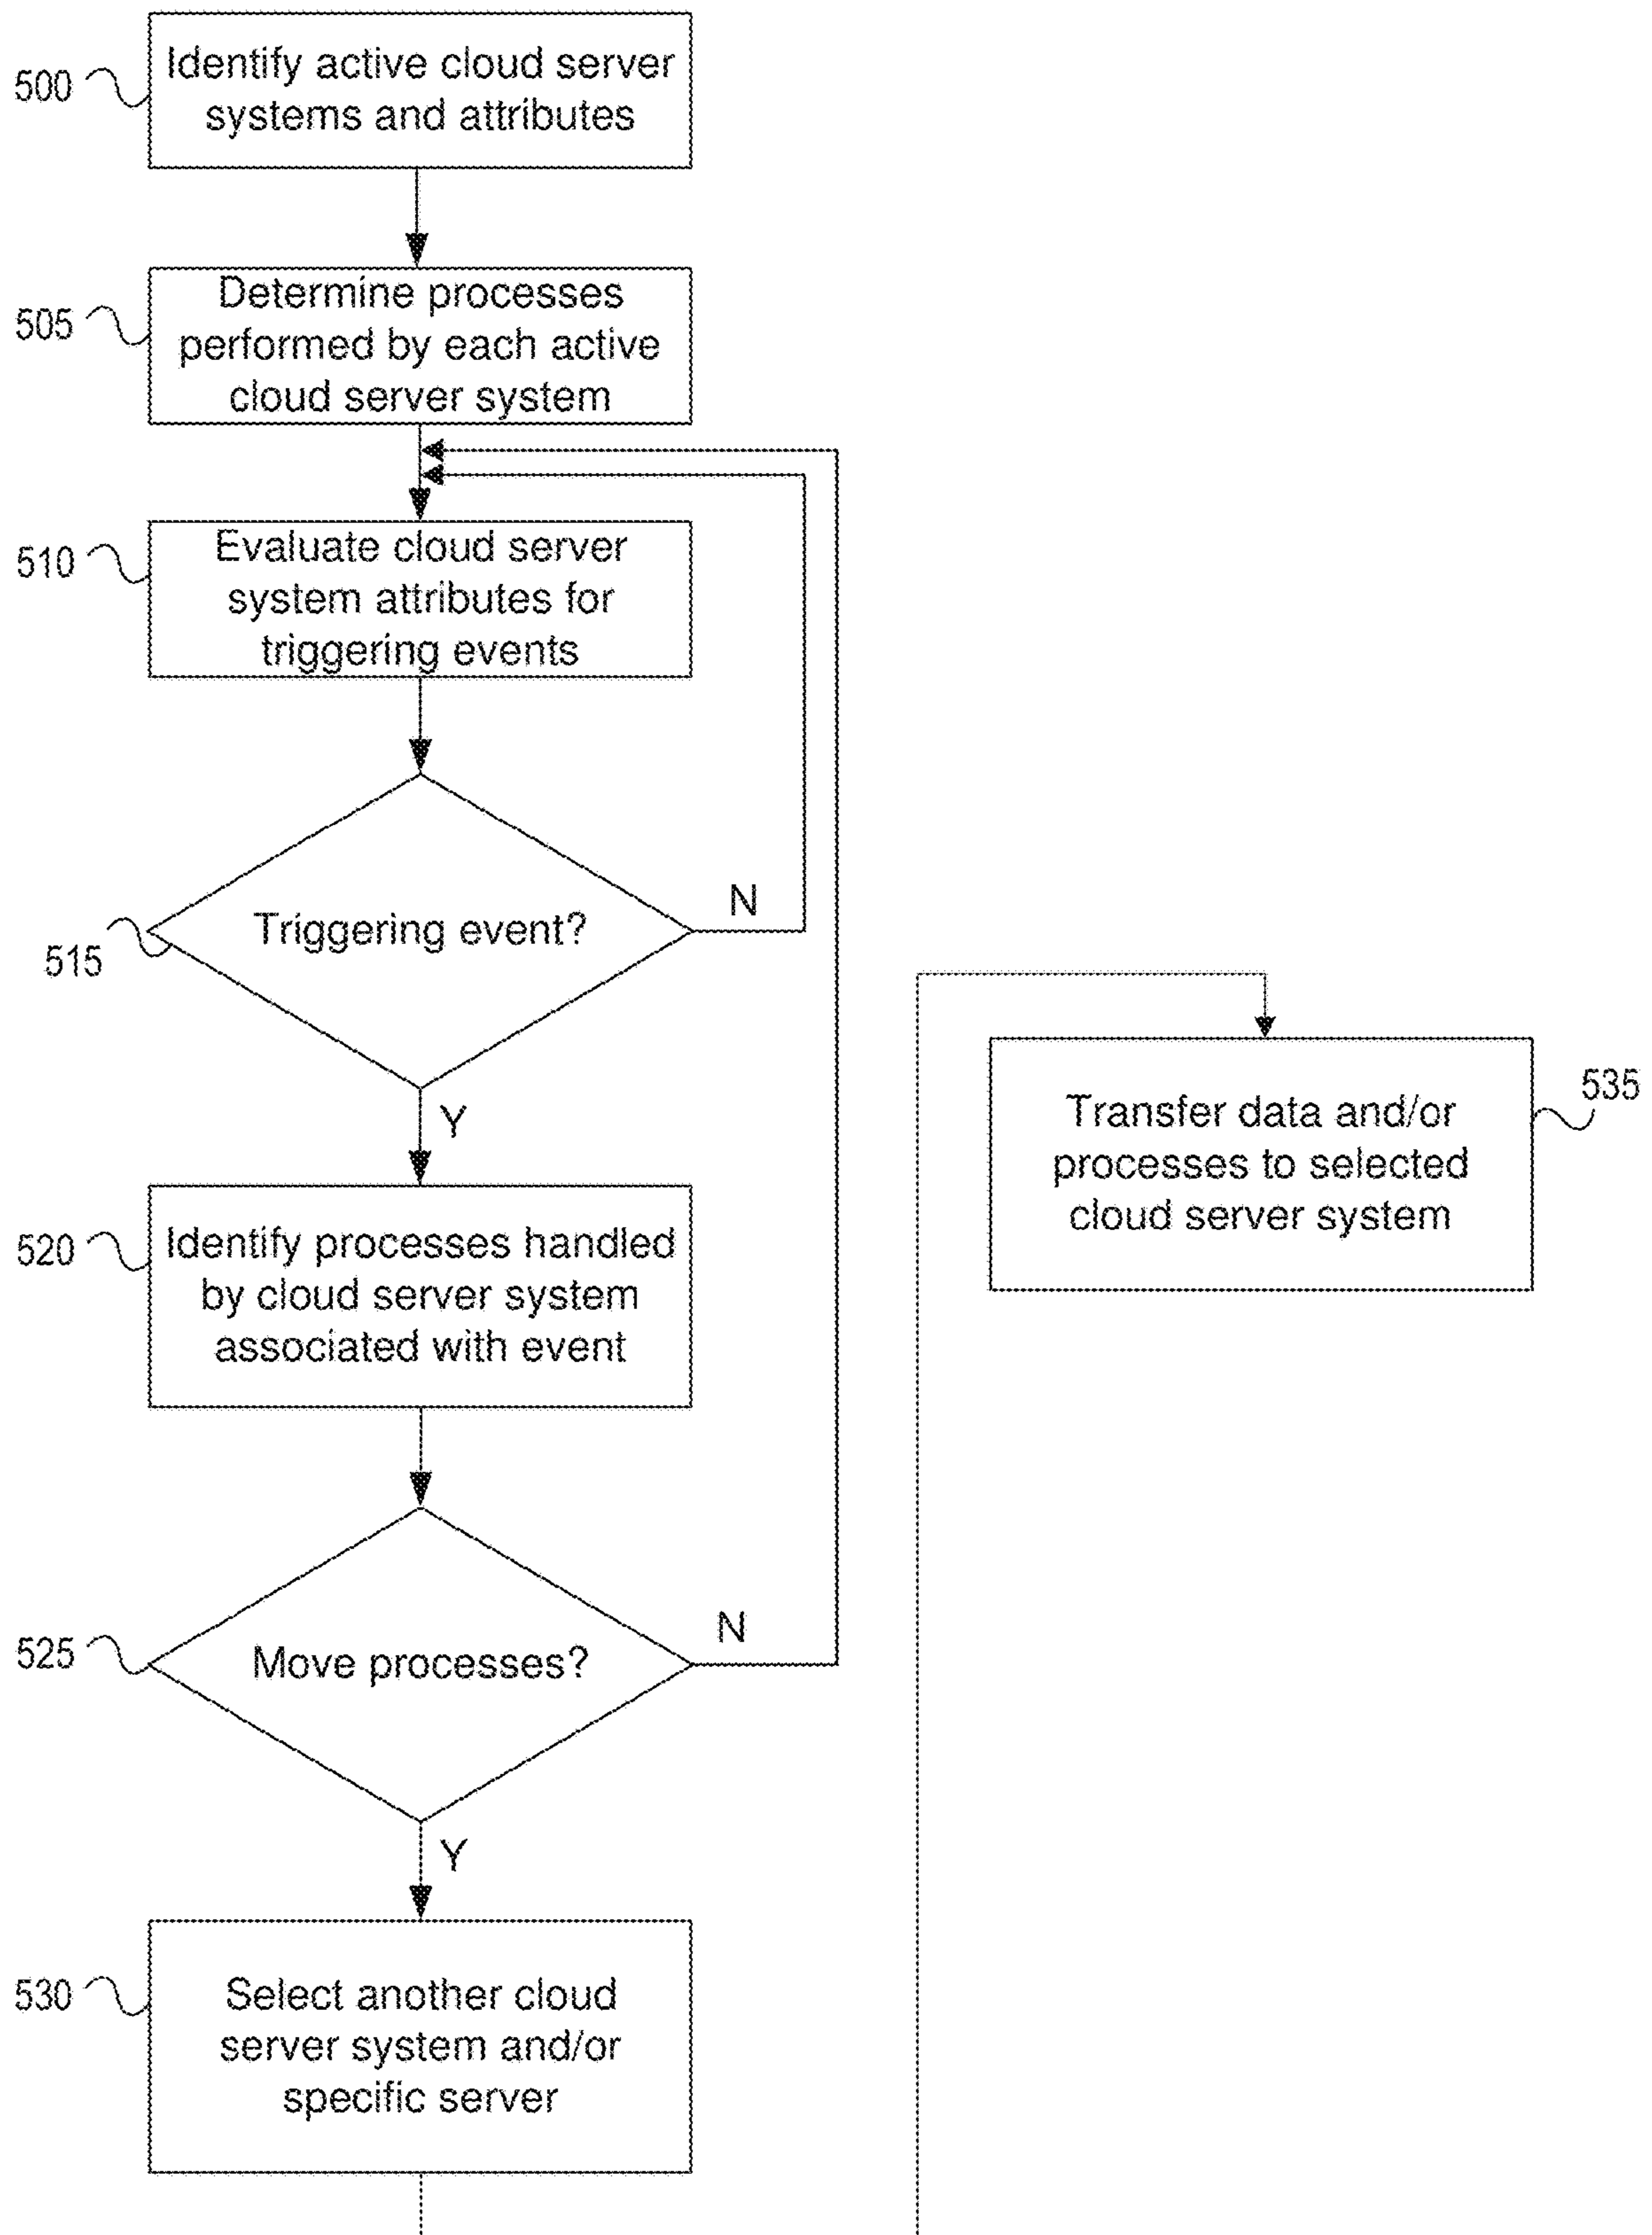 500
Identify active cloud server
systems and attributes
505
Determine processes
performed by each active
cloud server system
510
Evaluate cloud server
system attributes for
triggering events
515
Triggering event?
N
Y
520
Identify processes handled
by cloud server system
associated with event
525
Move processes?
N
Y
530
Select another cloud
server system and/or
specific server
Transfer data and/or
processes to selected
cloud server system
535